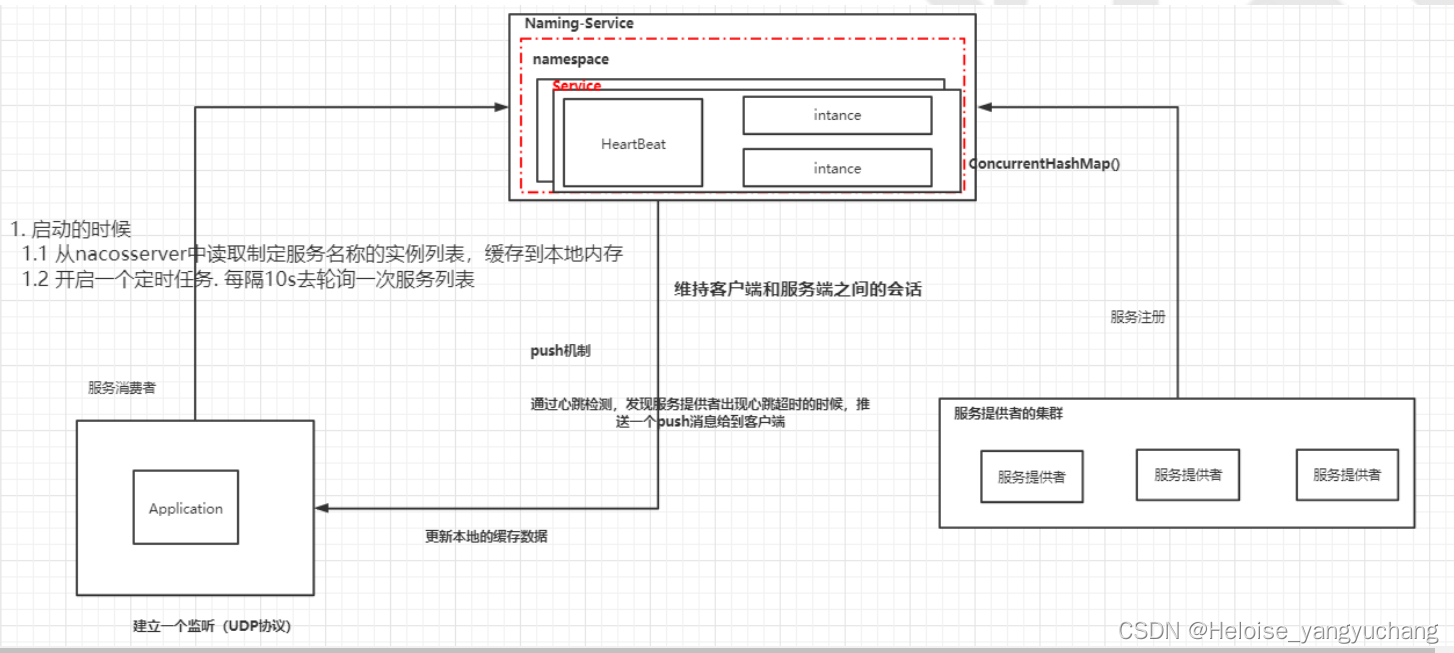 Naming-Service
namespace
Service
HeartBeat
intance
intance
ConcurrentHashMap()
1. 启动的时候
1.1 从nacosserver中读取制定服务名称的实例列表，缓存到本地内存
1.2 开启一个定时任务. 每隔10s去轮询一次服务列表
维持客户端和服务端之间的会话
服务注册
push机制
服务消费者
通过心跳检测，发现服务提供者出现心跳超时的时候，推
送一个push消息给到客户端
服务提供者的集群
服务提供者
服务提供者
服务提供者
Application
更新本地的缓存数据
建立一个监听（UDP协议）
CSDN @Heloise_yangyuchang